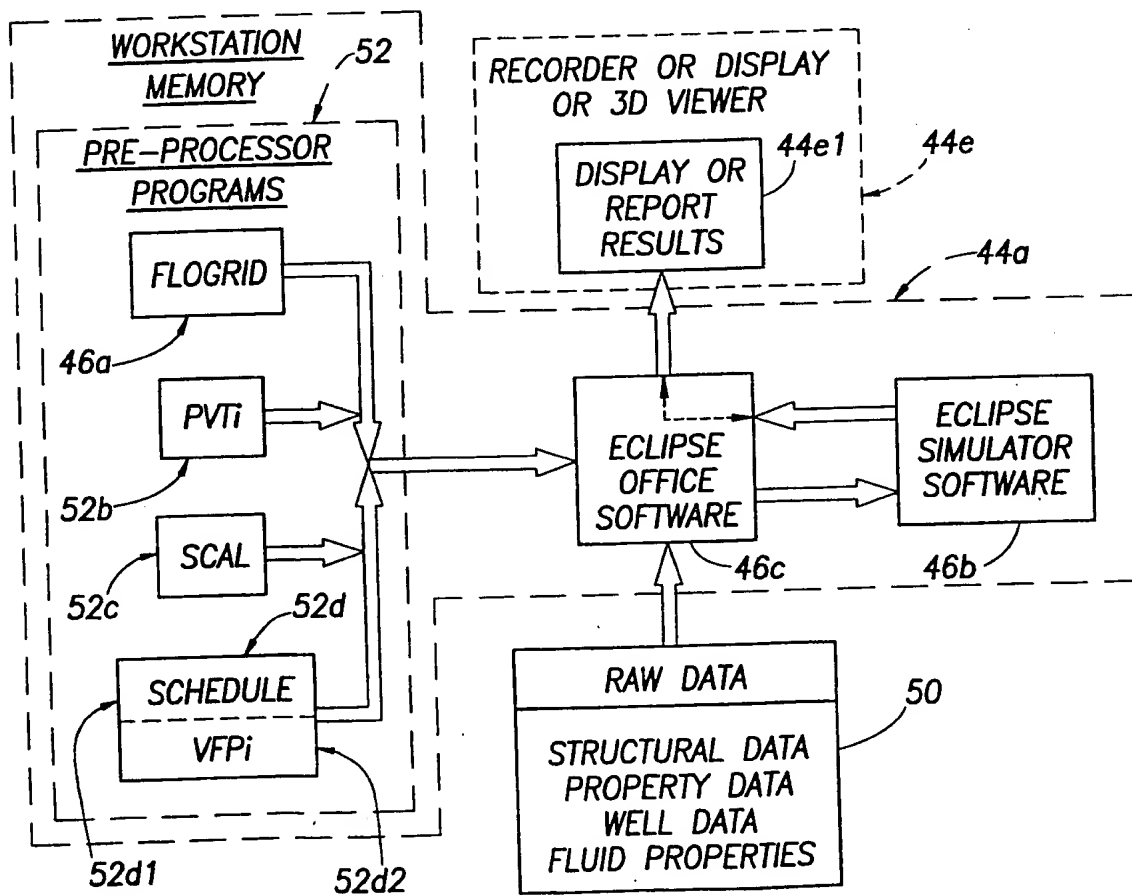 WORKSTATION
MEMORY
52
PRE-PROCESSOR
PROGRAMS
FLOGRID
46a
PVTi
52b
SCAL
52c
52d
SCHEDULE
VFPi
52d1
52d2
RECORDER OR DISPLAY
OR 3D VIEWER
44e1
44e
DISPLAY OR
REPORT
RESULTS
44a
ECLIPSE
OFFICE
SOFTWARE
46c
ECLIPSE
SIMULATOR
SOFTWARE
46b
RAW DATA
50
STRUCTURAL DATA
PROPERTY DATA
WELL DATA
FLUID PROPERTIES